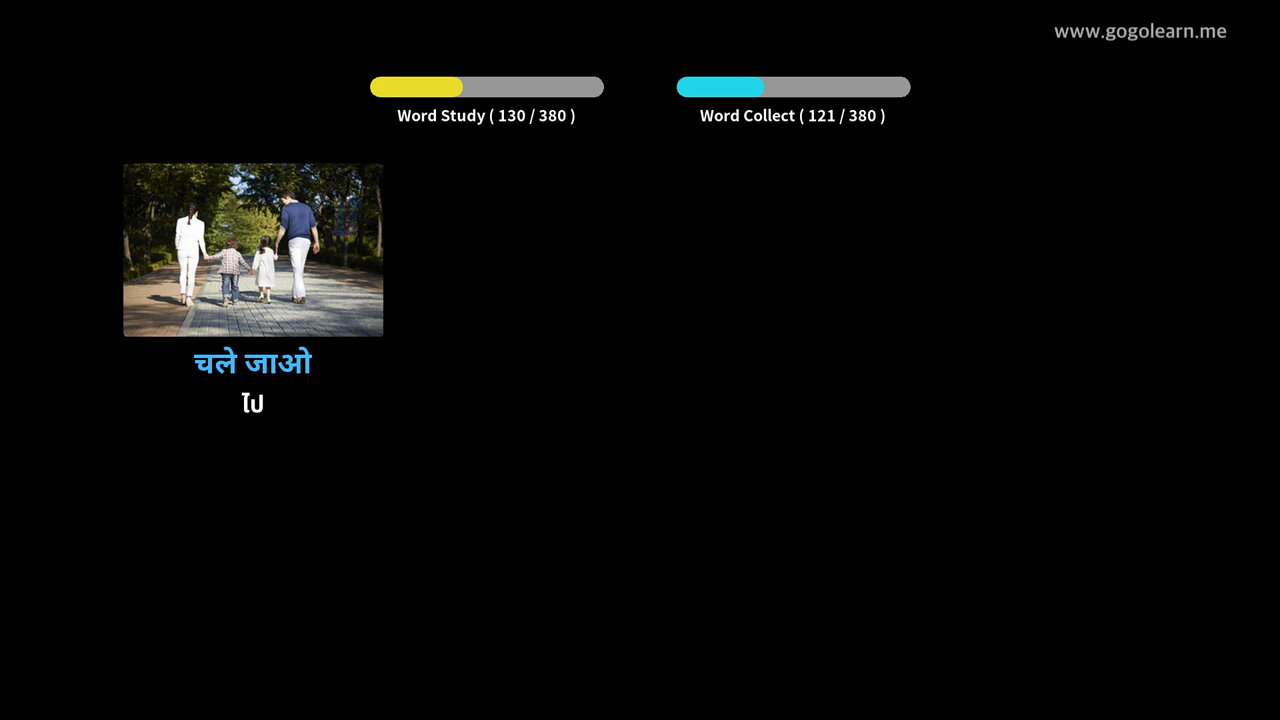 www.gogolearn.me
Word Study ( 130 / 380 )
Word Collect ( 121 / 380 )
चले जाओ
ไป